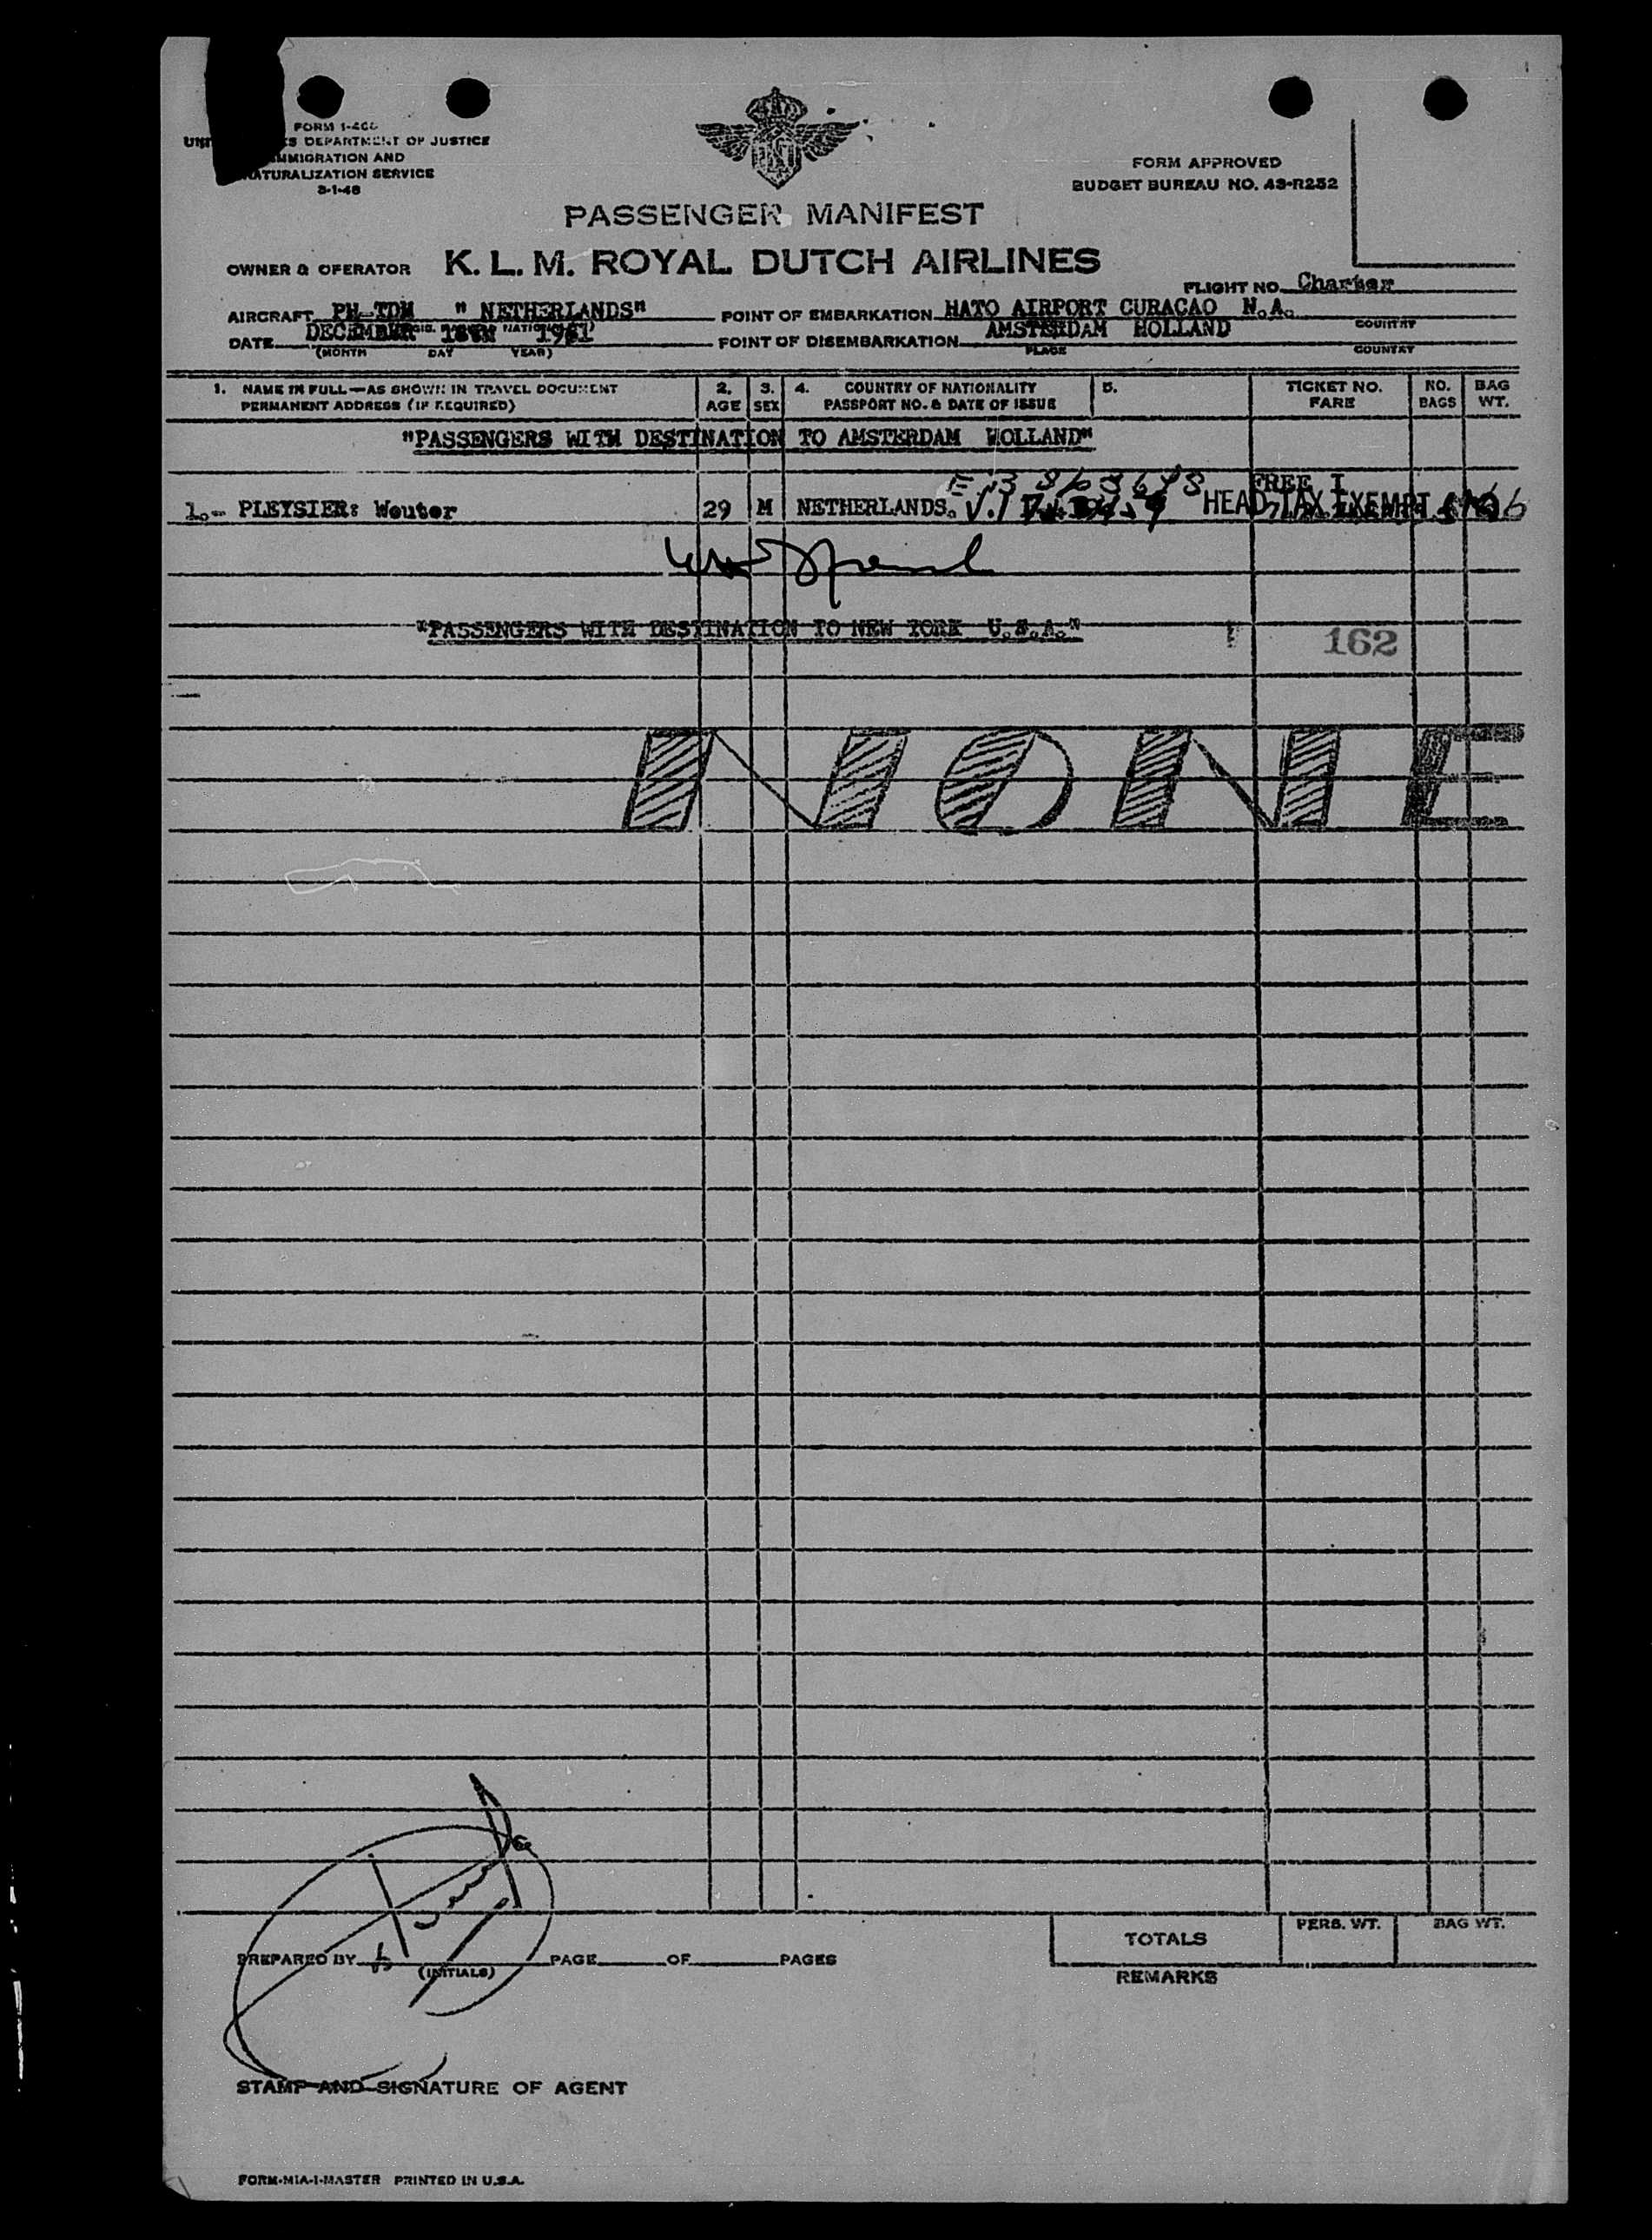 FORM I-466
DEPARTMENT OF JUSTICE
IMMIGRATION AND
NATURALIZATION SERVICE
3-1-48
FORM APPROVED
BUDGET BUREAU NO. 43-R252
PASSENGER MANIFEST
OWNER & OPERATOR K. L. M. ROYAL DUTCH AIRLINES
FLIGHT NO. Charter
AIRCRAFT PH-TDM " NETHERLANDS" POINT OF EMBARKATION HATO AIRPORT CURACAO N.A.
COUNTRY
DATE DECEMBER 1951 POINT OF DISEMBARKATION AMSTERDAM HOLLAND
(MONTH DAY YEAR) PLACE COUNTRY
1. NAME IN FULL—AS SHOWN IN TRAVEL DOCUMENT 2. 3. 4. COUNTRY OF NATIONALITY 5. TICKET NO. NO. BAG
PERMANENT ADDRESS (IF REQUIRED) AGE SEX PASSPORT NO. & DATE OF ISSUE FARE BAGS WT.
"PASSENGERS WITH DESTINATION TO AMSTERDAM HOLLAND"
FREE I
1.- PLEYSIER: Wouter 29 M NETHERLANDS. HEAD TAX EXEMPT
"PASSENGERS WITH DESTINATION TO NEW YORK U.S.A."
162
NONE
PERS. WT. BAG WT.
TOTALS
PREPARED BY (INITIALS) PAGE OF PAGES
REMARKS
STAMP AND SIGNATURE OF AGENT
FORM-MIA-1-MASTER PRINTED IN U.S.A.